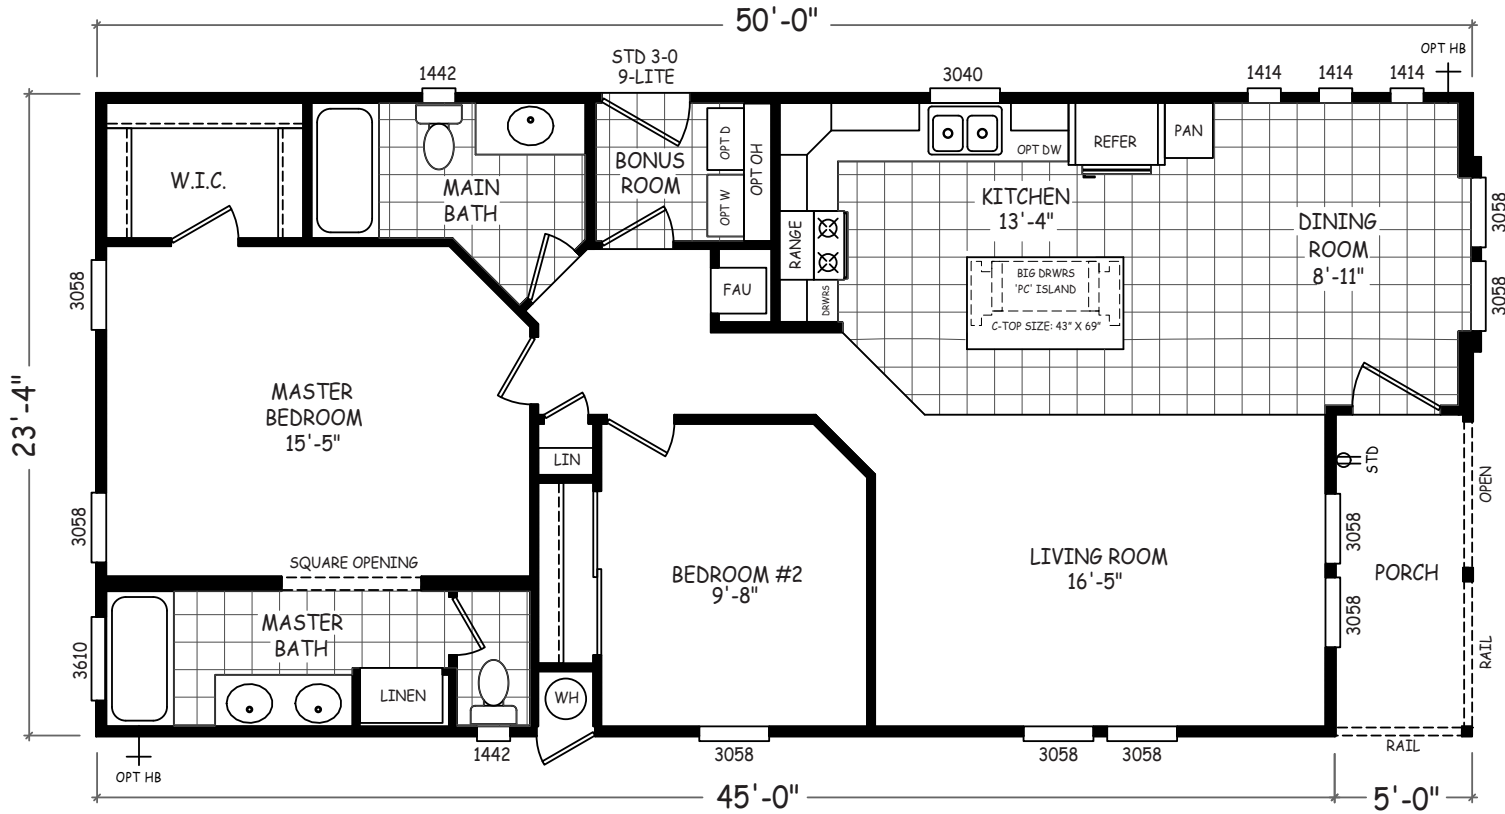 50'-0"
STD 3-0
9-LITE
OPT HB
1442
3040
1414
1414
1414
W.I.C.
MAIN
BATH
BONUS
ROOM
OPT D
OPT W
OPT OH
OPT DW
REFER
PAN
KITCHEN
13'-4"
DINING
ROOM
8'-11"
3058
3058
RANGE
DRWRS
FAU
BIG DRWRS
'PC' ISLAND
C-TOP SIZE: 43" X 69"
3058
23'-4"
MASTER
BEDROOM
15'-5"
3058
LIN
STD
OPEN
SQUARE OPENING
BEDROOM #2
9'-8"
LIVING ROOM
16'-5"
3058
3058
PORCH
RAIL
3610
MASTER
BATH
LINEN
WH
OPT HB
1442
3058
3058
3058
RAIL
45'-0"
5'-0"